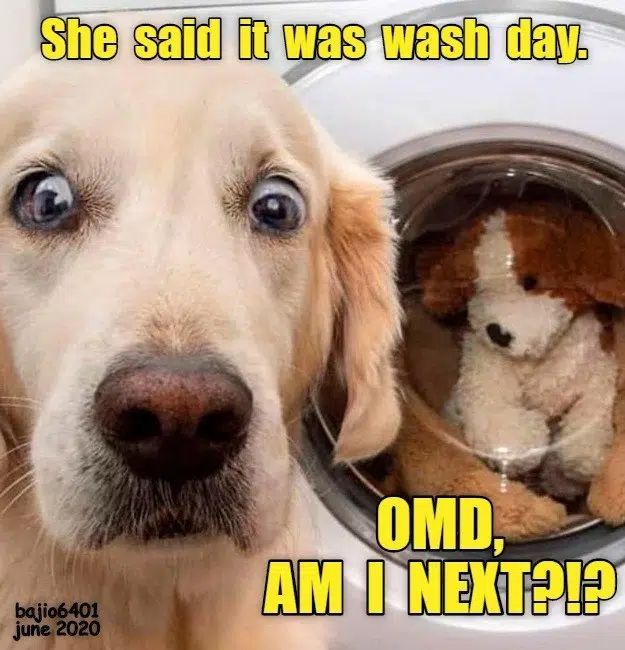 She said it was wash day.
OMD,
AM I NEXT?!?
bajio6401
june 2020